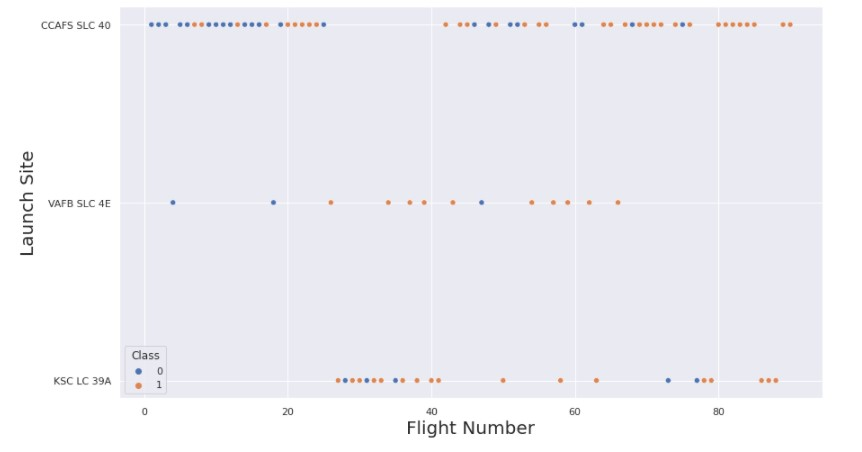 CCAFS SLC 40
VAFB SLC 4E
KSC LC 39A
Launch Site
Class
0
1
0 20 40 60 80
Flight Number